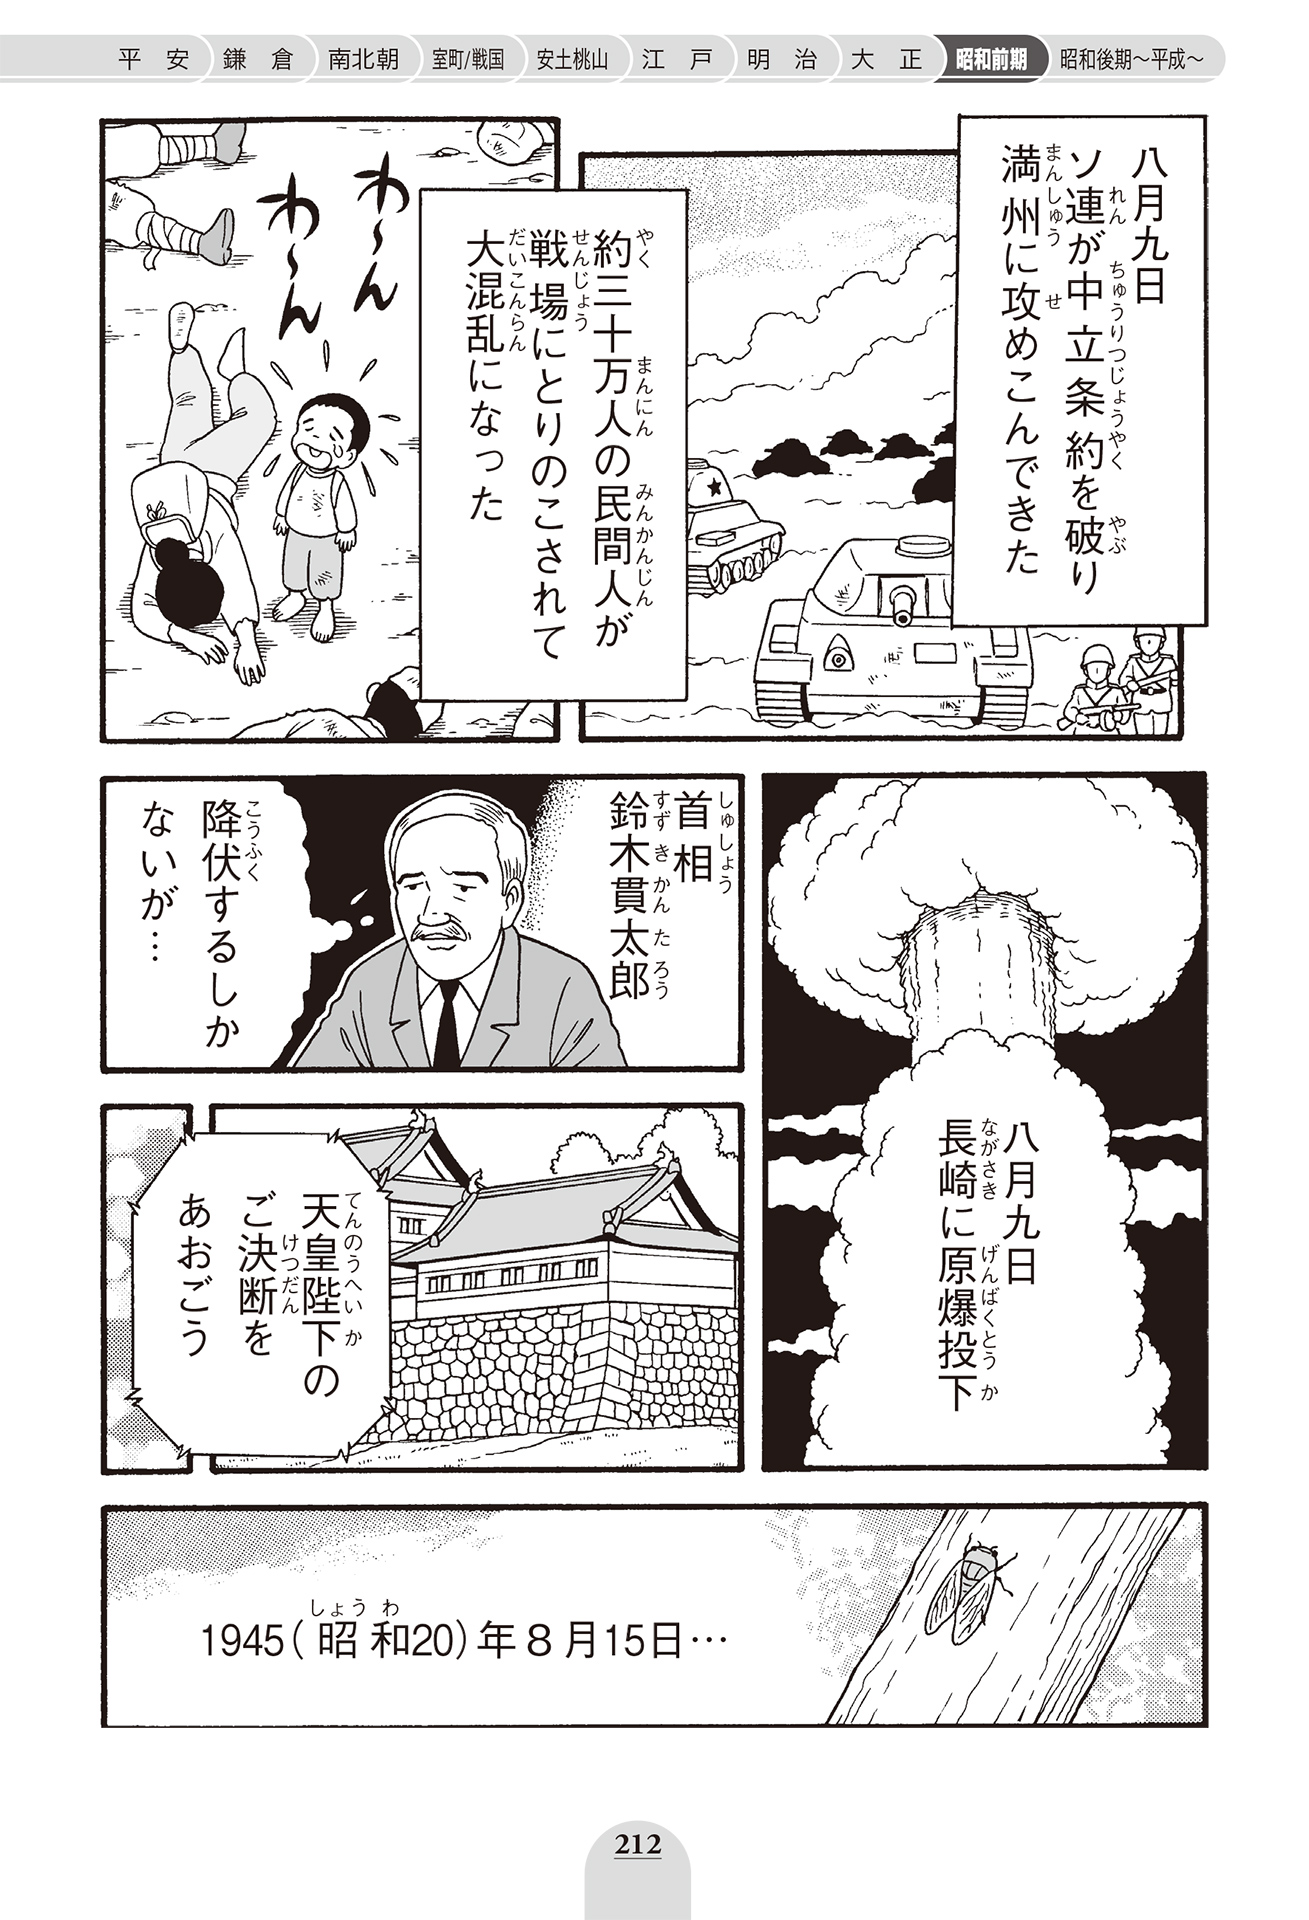 平安
鎌倉
南北朝
室町/戦国
安土桃山
江戸
明治
大正
昭和前期
昭和後期～平成～
八月九日
ソ連が中立条約を破り
満州に攻めこんできた
約三十万人の民間人が
戦場にとりのこされて
大混乱になった
わ～ん
わ～ん
八月九日
長崎に原爆投下
首相
鈴木貫太郎
降伏するしか
ないが…
天皇陛下の
ご決断を
あおごう
1945(昭和20)年8月15日…
212